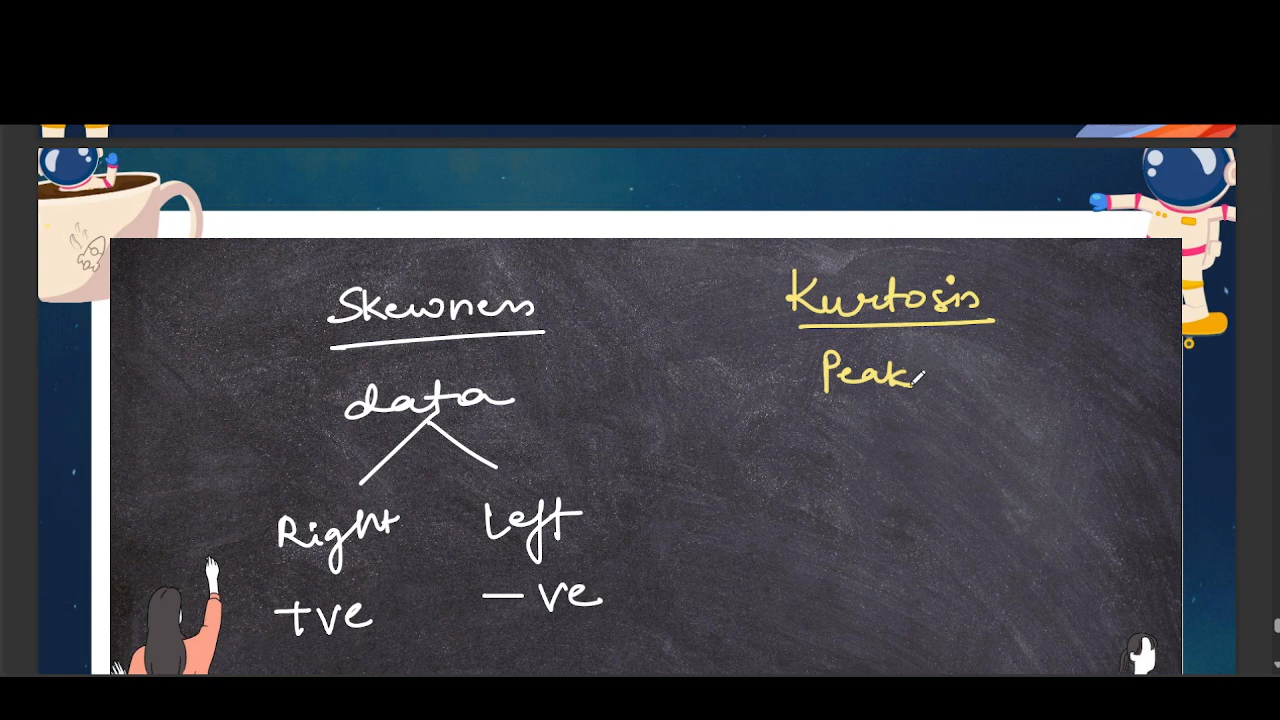 Skewness
data
Right Left
+ve -ve
Kurtosis
Peak